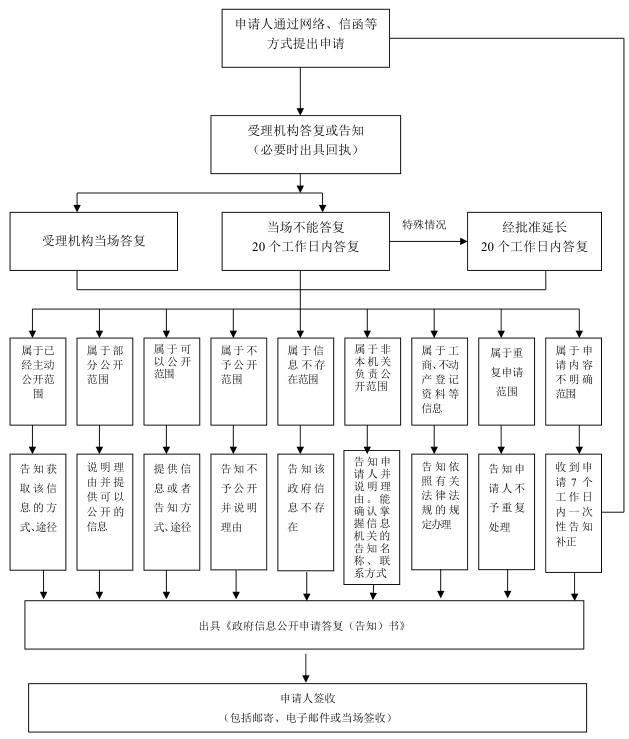 申请人通过网络、信函等
方式提出申请
受理机构答复或告知
（必要时出具回执）
受理机构当场答复
当场不能答复
20 个工作日内答复
特殊情况
经批准延长
20 个工作日内答复
属于已
经主动
公开范
围
属于部
分公开
范围
属于可
以公开
范围
属于不
予公开
范围
属于信
息不存
在范围
属于非
本机关
负责公
开范围
属于工
商、不动
产登记
资料等
信息
属于重
复申请
范围
属于申
请内容
不明确
范围
告知获
取该信
息的方
式、途径
说明理
由并提
供可以
公开的
信息
提供信
息或者
告知方
式、途径
告知不
予公开
并说明
理由
告知该
政府信
息不存
在
告知申
请人并
说明理
由。能
确认掌
握信息
机关的
告知名
称、联
系方式
告知依
照有关
法律法
规的规
定办理
告知申
请人不
予重复
处理
收到申
请 7 个
工作日
内一次
性告知
补正
出具《政府信息公开申请答复（告知）书》
申请人签收
（包括邮寄、电子邮件或当场签收）